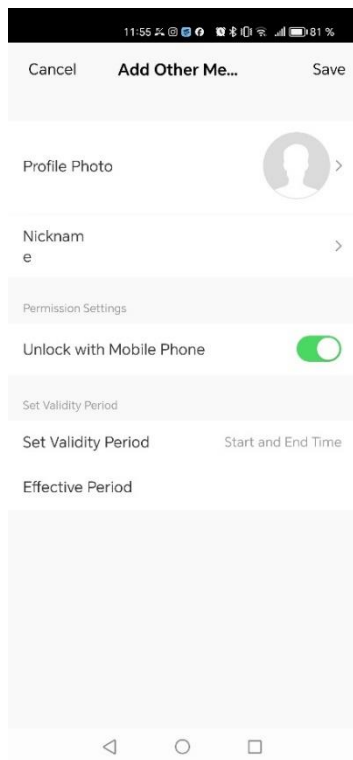 11:55 81 %
Cancel Add Other Me... Save
Profile Photo
Nicknam
e
Permission Settings
Unlock with Mobile Phone
Set Validity Period
Set Validity Period Start and End Time
Effective Period